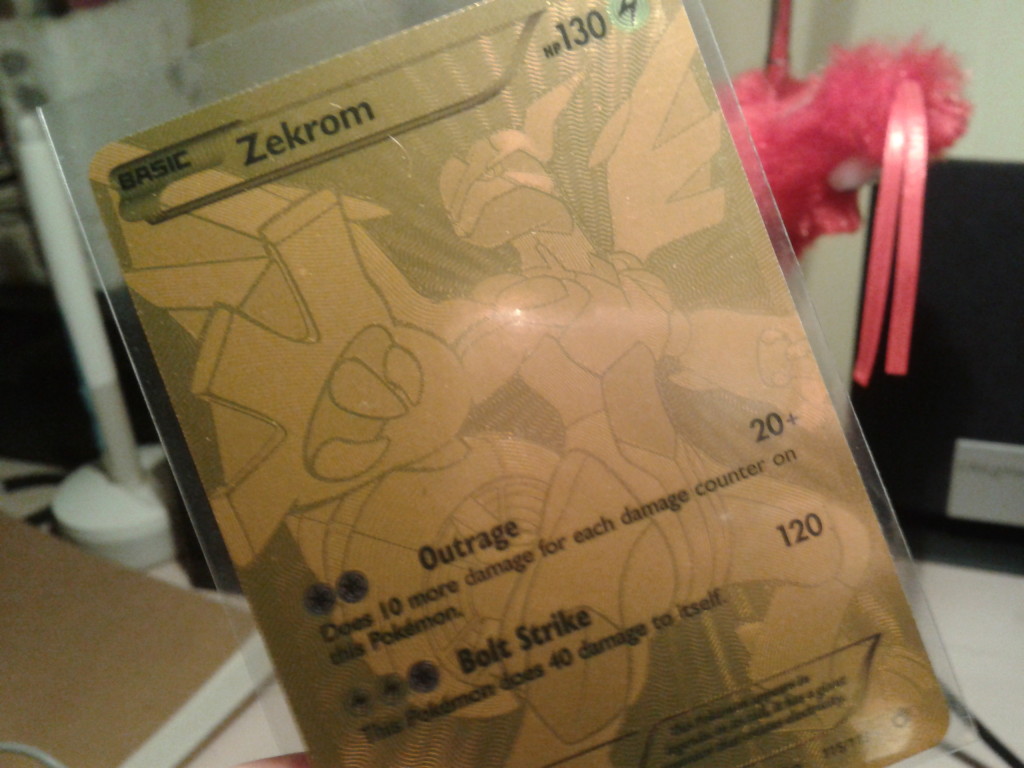 BASIC Zekrom HP130
Outrage 20+
Does 10 more damage for each damage counter on
this Pokémon.
Bolt Strike 120
This Pokémon does 40 damage to itself.